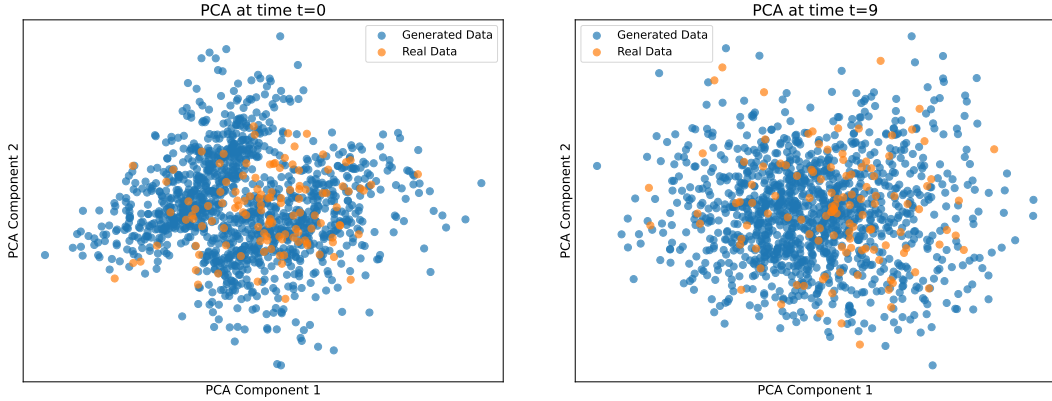 PCA at time t=0
Generated Data
Real Data
PCA Component 2
PCA Component 1
PCA at time t=9
Generated Data
Real Data
PCA Component 2
PCA Component 1